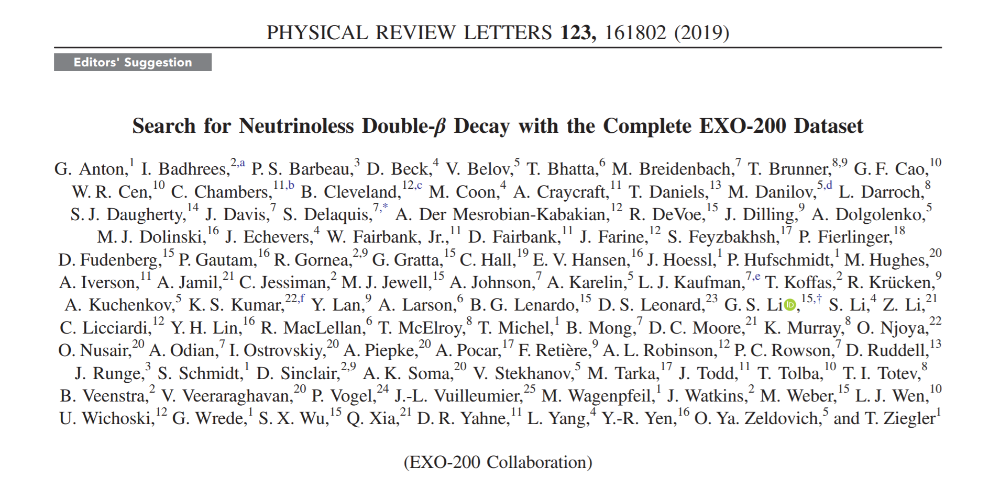 PHYSICAL REVIEW LETTERS 123, 161802 (2019)
Editors' Suggestion
Search for Neutrinoless Double-β Decay with the Complete EXO-200 Dataset
G. Anton,1 I. Badhrees,2,a P. S. Barbeau,3 D. Beck,4 V. Belov,5 T. Bhatta,6 M. Breidenbach,7 T. Brunner,8,9 G. F. Cao,10
W. R. Cen,10 C. Chambers,11,b B. Cleveland,12,c M. Coon,4 A. Craycraft,11 T. Daniels,13 M. Danilov,5,d L. Darroch,8
S. J. Daugherty,14 J. Davis,7 S. Delaquis,7,* A. Der Mesrobian-Kabakian,12 R. DeVoe,15 J. Dilling,9 A. Dolgolenko,5
M. J. Dolinski,16 J. Echevers,4 W. Fairbank, Jr.,11 D. Fairbank,11 J. Farine,12 S. Feyzbakhsh,17 P. Fierlinger,18
D. Fudenberg,15 P. Gautam,16 R. Gornea,2,9 G. Gratta,15 C. Hall,19 E. V. Hansen,16 J. Hoessl,1 P. Hufschmidt,1 M. Hughes,20
A. Iverson,11 A. Jamil,21 C. Jessiman,2 M. J. Jewell,15 A. Johnson,7 A. Karelin,5 L. J. Kaufman,7,e T. Koffas,2 R. Krücken,9
A. Kuchenkov,5 K. S. Kumar,22,f Y. Lan,9 A. Larson,6 B. G. Lenardo,15 D. S. Leonard,23 G. S. Li iD,15,† S. Li,4 Z. Li,21
C. Licciardi,12 Y. H. Lin,16 R. MacLellan,6 T. McElroy,8 T. Michel,1 B. Mong,7 D. C. Moore,21 K. Murray,8 O. Njoya,22
O. Nusair,20 A. Odian,7 I. Ostrovskiy,20 A. Piepke,20 A. Pocar,17 F. Retière,9 A. L. Robinson,12 P. C. Rowson,7 D. Ruddell,13
J. Runge,3 S. Schmidt,1 D. Sinclair,2,9 A. K. Soma,20 V. Stekhanov,5 M. Tarka,17 J. Todd,11 T. Tolba,10 T. I. Totev,8
B. Veenstra,2 V. Veeraraghavan,20 P. Vogel,24 J.-L. Vuilleumier,25 M. Wagenpfeil,1 J. Watkins,2 M. Weber,15 L. J. Wen,10
U. Wichoski,12 G. Wrede,1 S. X. Wu,15 Q. Xia,21 D. R. Yahne,11 L. Yang,4 Y.-R. Yen,16 O. Ya. Zeldovich,5 and T. Ziegler1
(EXO-200 Collaboration)